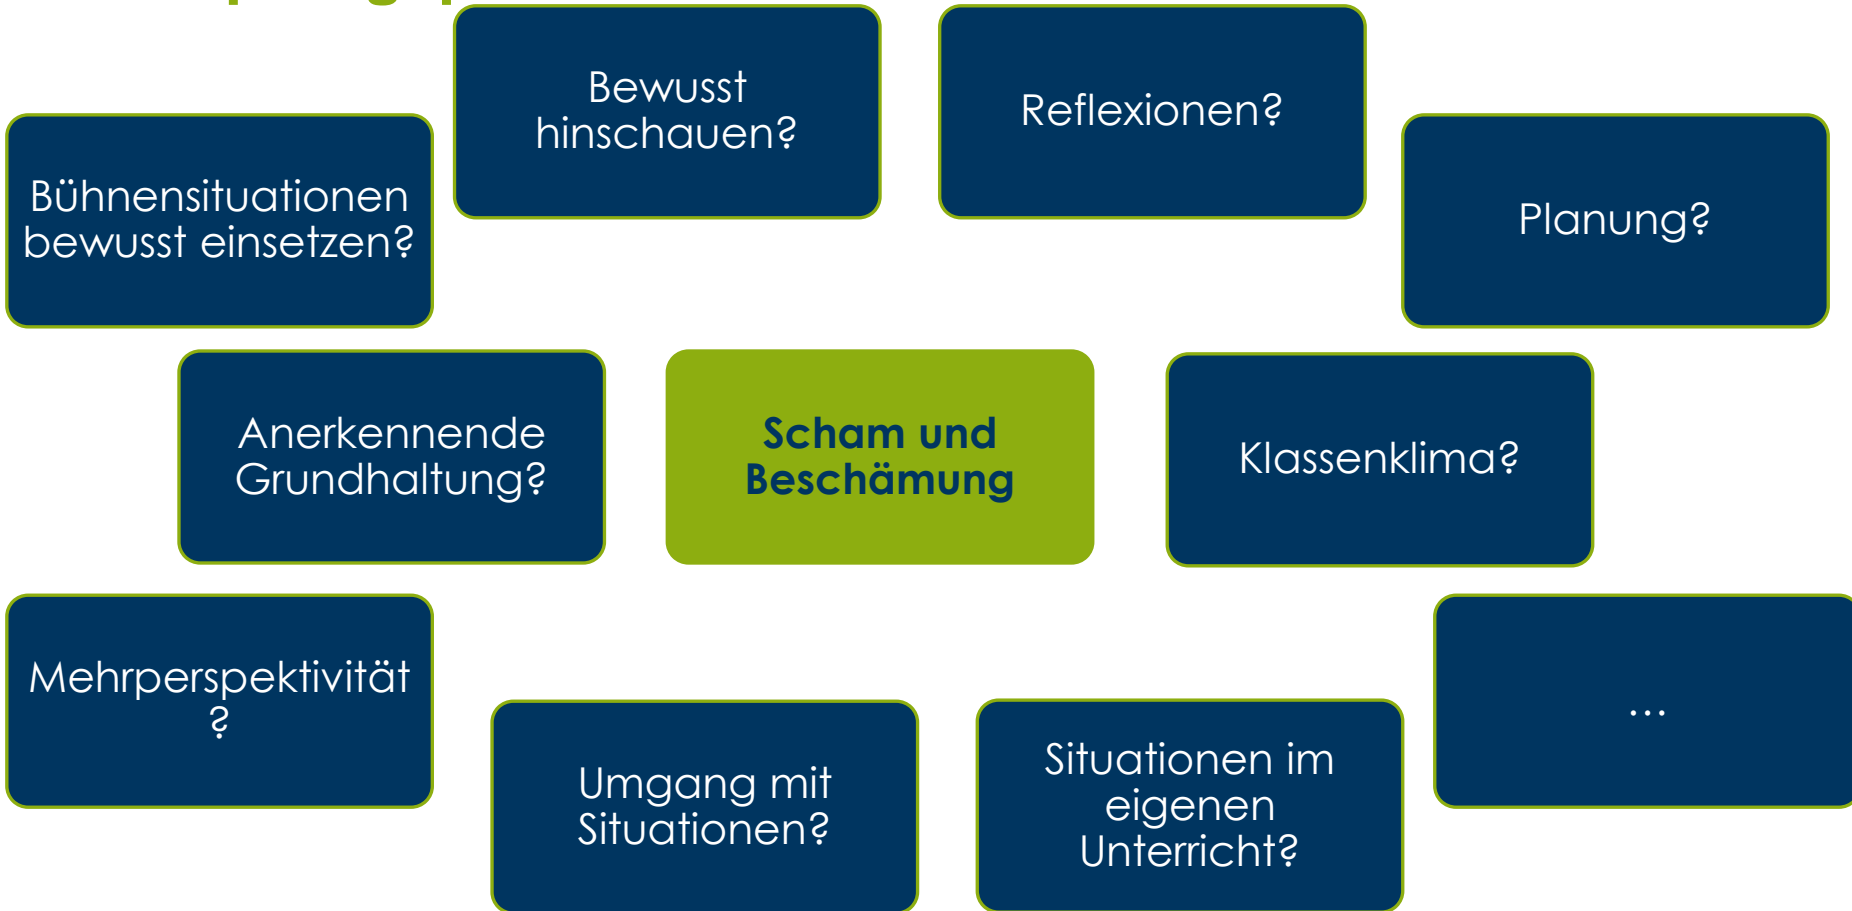 Bewusst
hinschauen?
Reflexionen?
Bühnensituationen
bewusst einsetzen?
Planung?
Anerkennende
Grundhaltung?
Scham und
Beschämung
Klassenklima?
Mehrperspektivität
?
Umgang mit
Situationen?
Situationen im
eigenen
Unterricht?
…